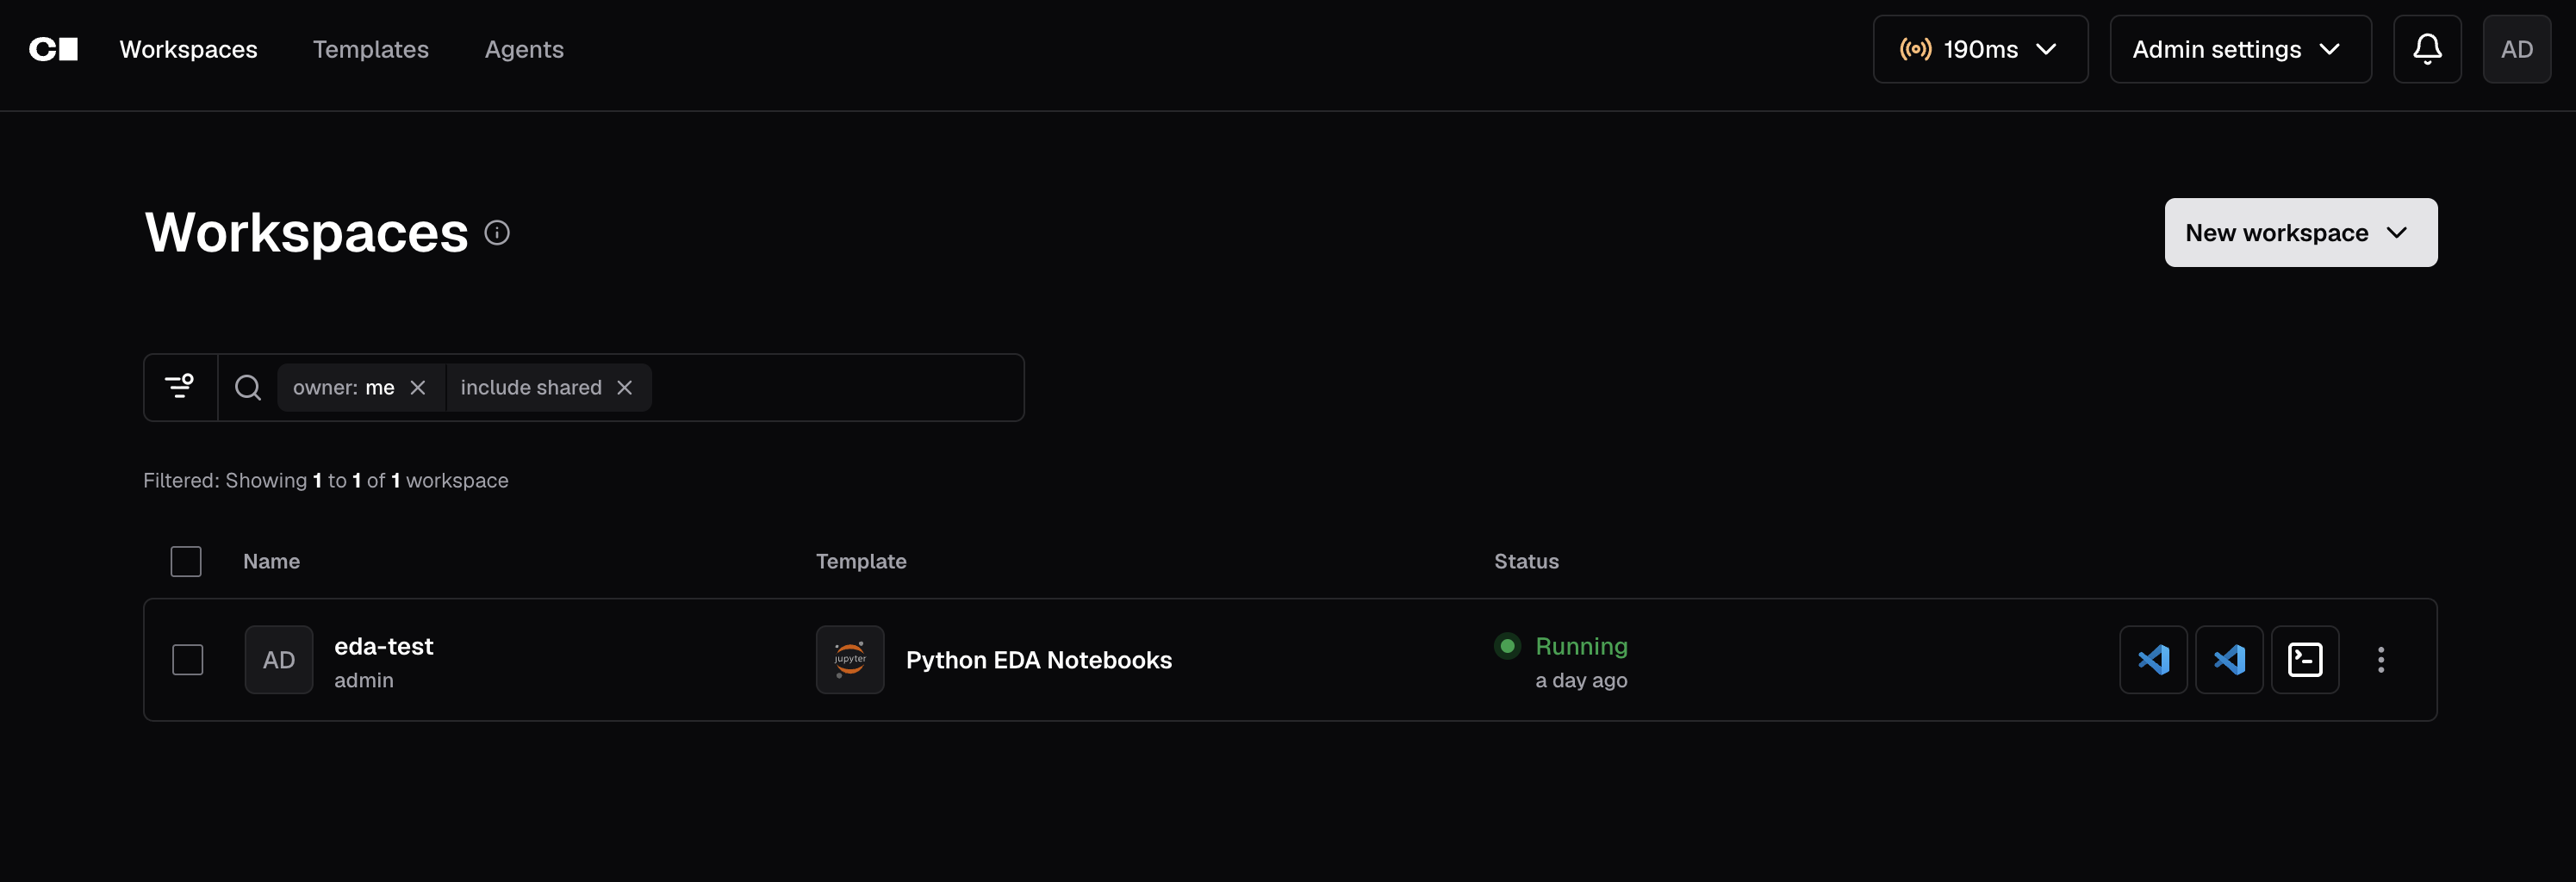 Workspaces Templates Agents 190ms Admin settings AD
Workspaces New workspace
owner: me include shared
Filtered: Showing 1 to 1 of 1 workspace
Name Template Status
AD eda-test jupyter Python EDA Notebooks Running
admin a day ago